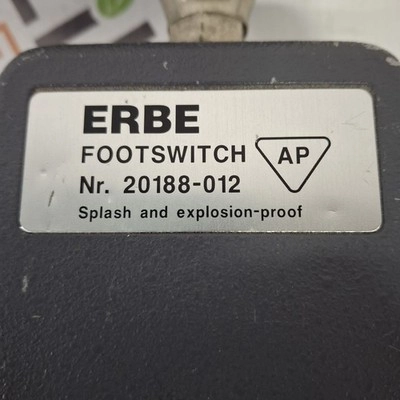 ERBE
FOOTSWITCH
AP
Nr. 20188-012
Splash and explosion-proof